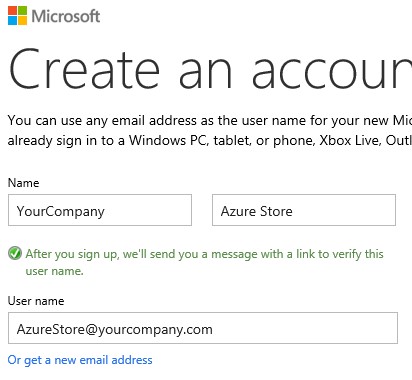 Microsoft
Create an accoun
You can use any email address as the user name for your new Mic
already sign in to a Windows PC, tablet, or phone, Xbox Live, Outl
Name
YourCompany Azure Store
After you sign up, we'll send you a message with a link to verify this
user name.
User name
AzureStore@yourcompany.com
Or get a new email address